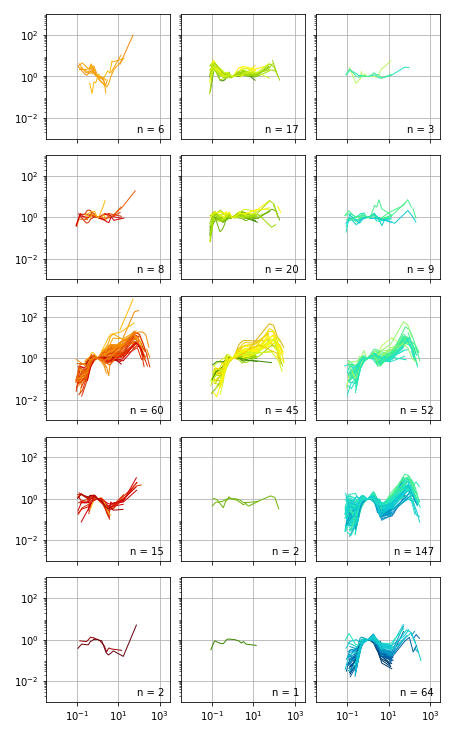 10²
10⁰
10⁻²
n = 6
n = 17
n = 3
10²
10⁰
10⁻²
n = 8
n = 20
n = 9
10²
10⁰
10⁻²
n = 60
n = 45
n = 52
10²
10⁰
10⁻²
n = 15
n = 2
n = 147
10²
10⁰
10⁻²
n = 2
n = 1
n = 64
10⁻¹ 10¹ 10³ 10⁻¹ 10¹ 10³ 10⁻¹ 10¹ 10³